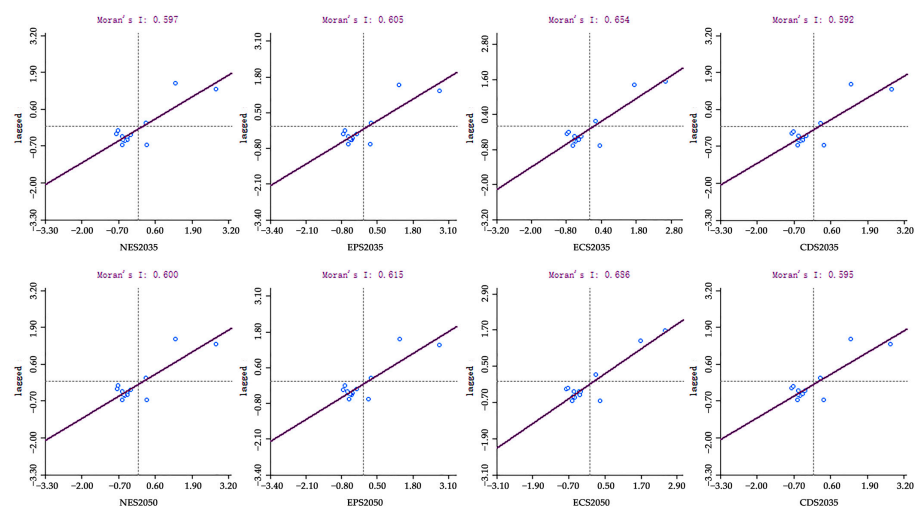 Moran's I: 0.597
3.20
1.90
0.60
-0.70
-2.00
-3.30
lagged
-3.30 -2.00 -0.70 0.60 1.90 3.20
NES2035
Moran's I: 0.605
3.10
1.80
0.50
-0.80
-2.10
-3.40
lagged
-3.40 -2.10 -0.80 0.50 1.80 3.10
EPS2035
Moran's I: 0.654
2.80
1.60
0.40
-0.80
-2.00
-3.20
lagged
-3.20 -2.00 -0.80 0.40 1.60 2.80
ECS2035
Moran's I: 0.592
3.20
1.90
0.60
-0.70
-2.00
-3.30
lagged
-3.30 -2.00 -0.70 0.60 1.90 3.20
CDS2035
Moran's I: 0.600
3.20
1.90
0.60
-0.70
-2.00
-3.30
lagged
-3.30 -2.00 -0.70 0.60 1.90 3.20
NES2050
Moran's I: 0.615
3.10
1.80
0.50
-0.80
-2.10
-3.40
lagged
-3.40 -2.10 -0.80 0.50 1.80 3.10
EPS2050
Moran's I: 0.686
2.90
1.70
0.50
-0.70
-1.90
-3.10
lagged
-3.10 -1.90 -0.70 0.50 1.70 2.90
ECS2050
Moran's I: 0.595
3.20
1.90
0.60
-0.70
-2.00
-3.30
lagged
-3.30 -2.00 -0.70 0.60 1.90 3.20
CDS2035